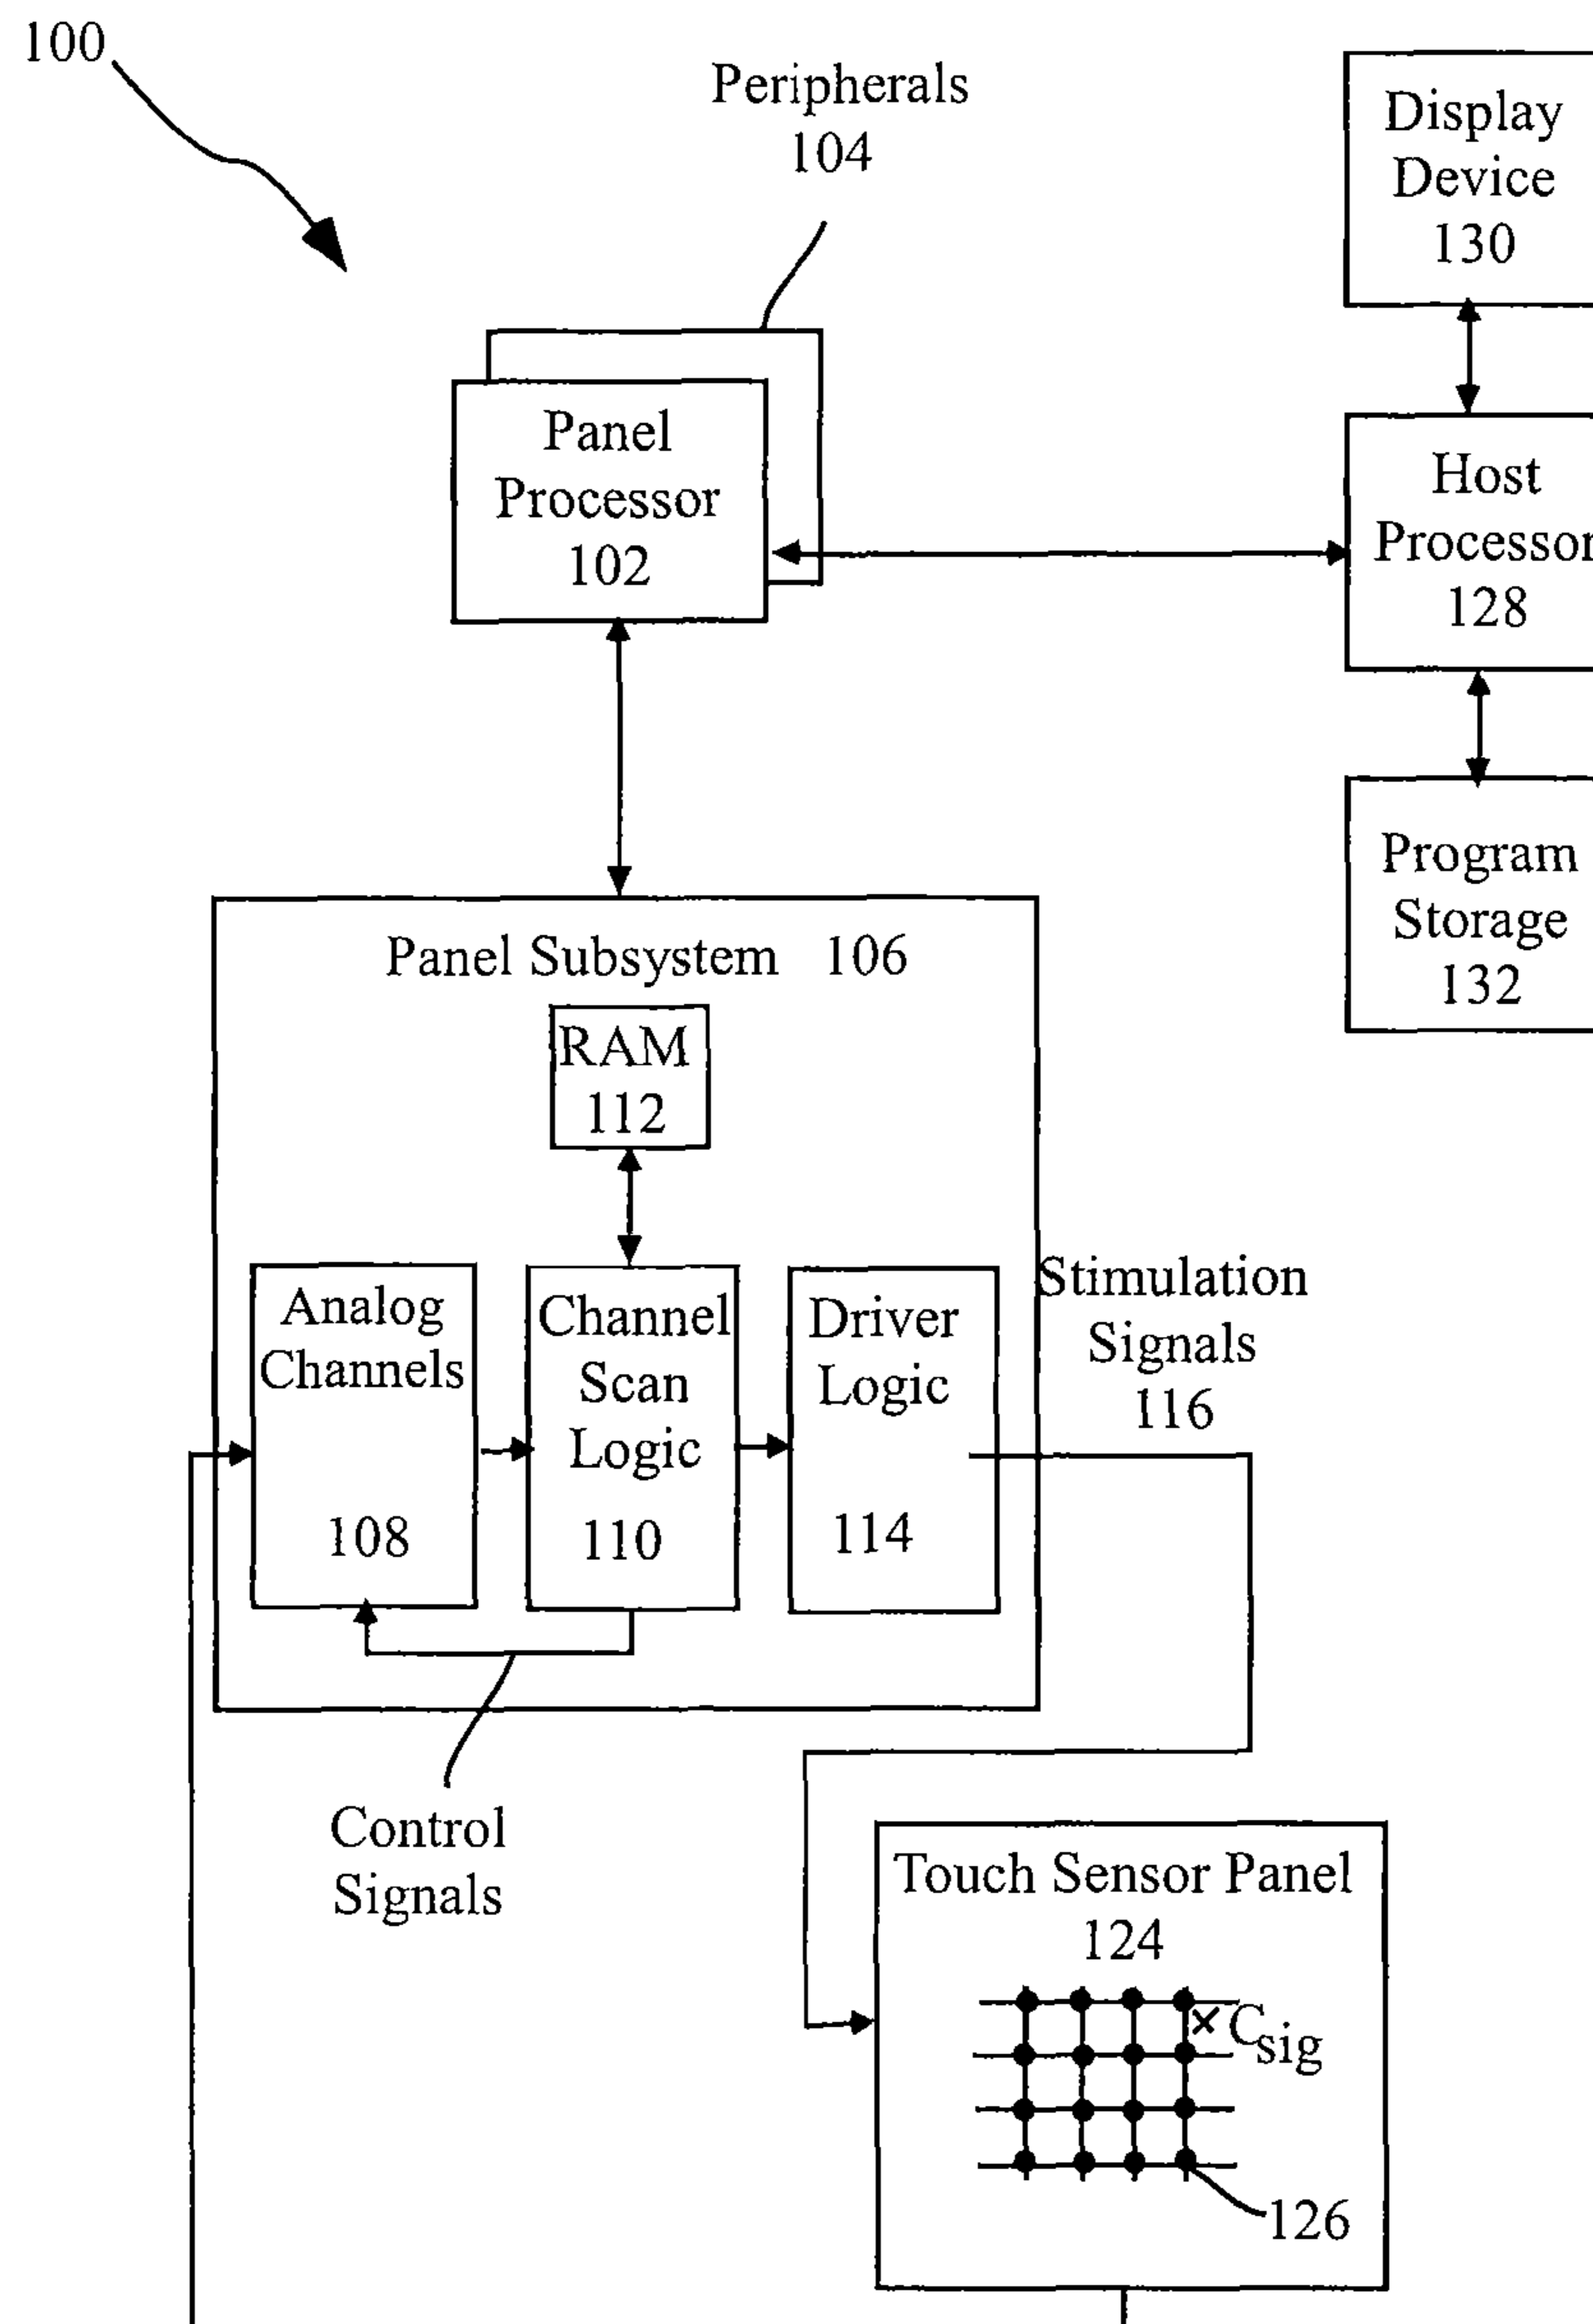 100
Peripherals
104
Display
Device
130
Panel
Processor
102
Host
Processor
128
Program
Storage
132
Panel Subsystem 106
RAM
112
Analog
Channels
108
Channel
Scan
Logic
110
Driver
Logic
114
Stimulation
Signals
116
Control
Signals
Touch Sensor Panel
124
Csig
126